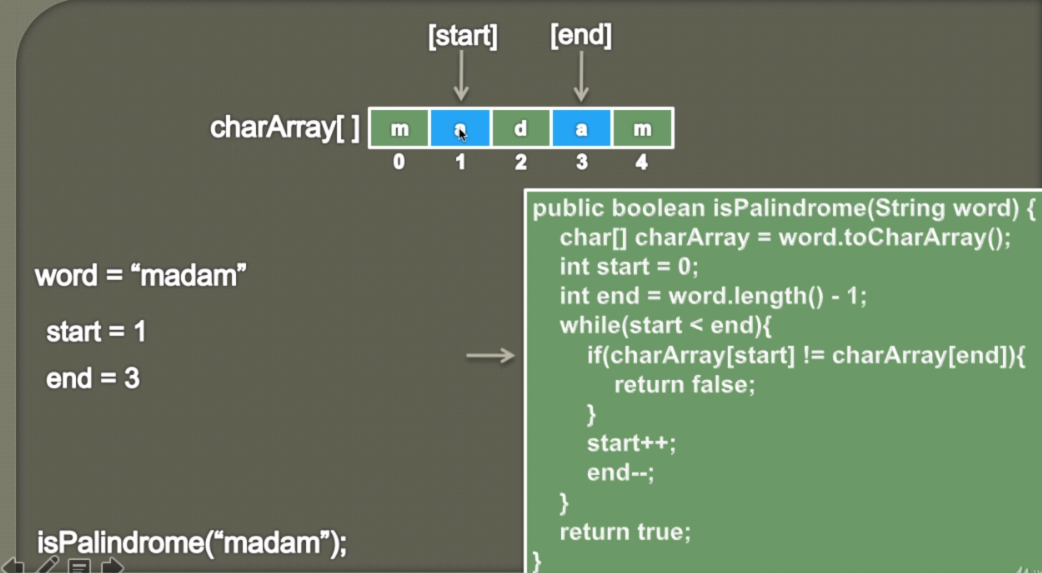 [start] [end]
charArray[ ] m a d a m
0 1 2 3 4
word = “madam”
start = 1
end = 3
isPalindrome(“madam”);
public boolean isPalindrome(String word) {
char[] charArray = word.toCharArray();
int start = 0;
int end = word.length() - 1;
while(start < end){
if(charArray[start] != charArray[end]){
return false;
}
start++;
end--;
}
return true;
}